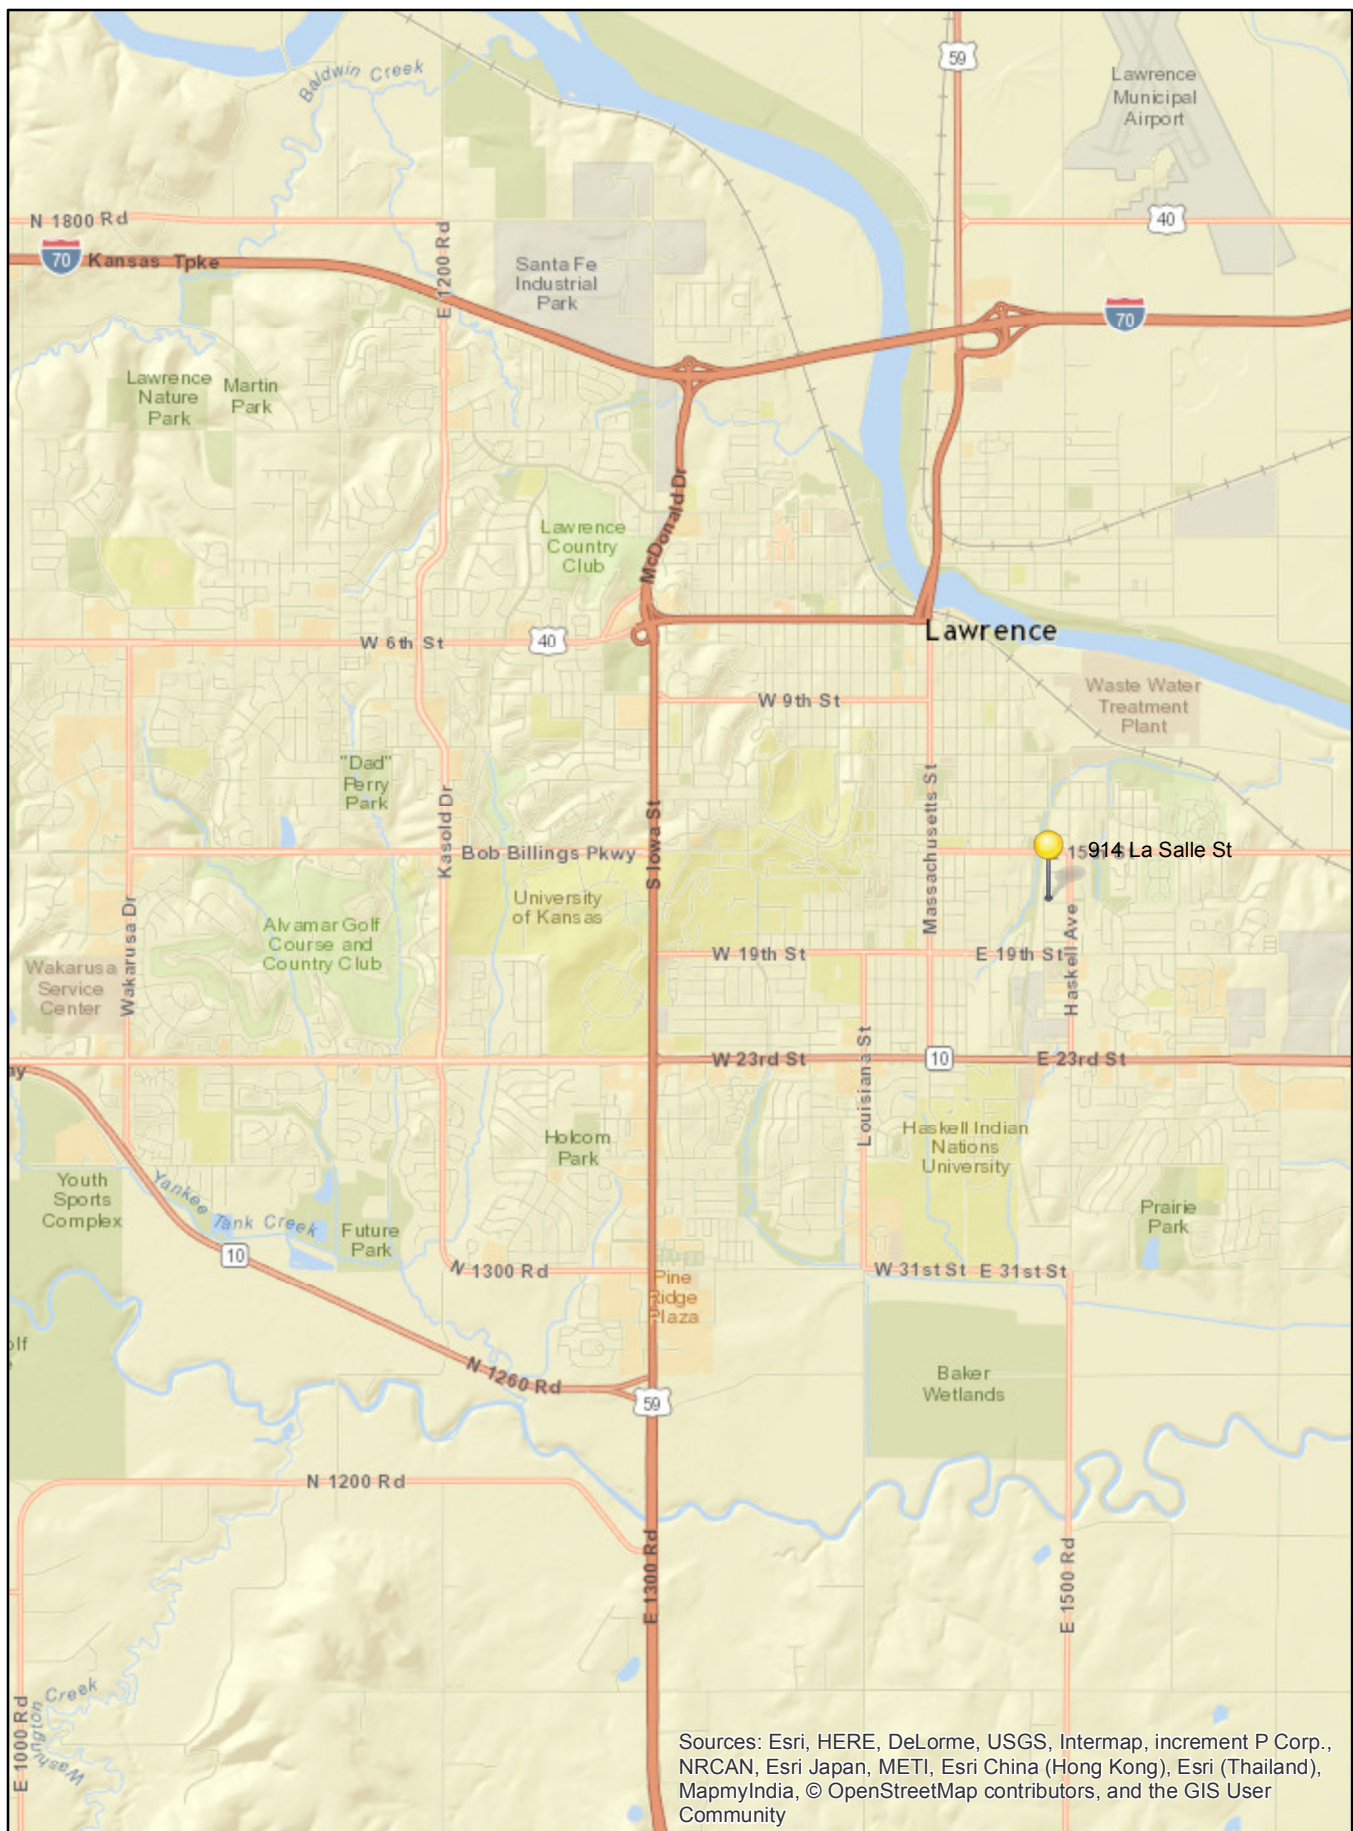 59
Lawrence
Municipal
Airport
Baldwin Creek
N 1800 Rd
40
70
Kansas Tpke
E 1200 Rd
Santa Fe
Industrial
Park
70
Lawrence
Nature
Park
Martin
Park
McDonald Dr
Lawrence
Country
Club
W 6th St
40
Lawrence
W 9th St
Waste Water
Treatment
Plant
"Dad"
Perry
Park
Kasold Dr
S Iowa St
Massachusetts St
Bob Billings Pkwy
914 La Salle St
University
of Kansas
Alvamar Golf
Course and
Country Club
Wakarusa Dr
Wakarusa
Service
Center
W 19th St
E 19th St
Haskell Ave
W 23rd St
10
E 23rd St
Louisiana St
Haskell Indian
Nations
University
Holcom
Park
Youth
Sports
Complex
Yankee Tank Creek
Future
Park
Prairie
Park
10
N 1300 Rd
W 31st St
E 31st St
Pine
Ridge
Plaza
N 1260 Rd
59
Baker
Wetlands
N 1200 Rd
E 1300 Rd
E 1500 Rd
E 1000 Rd
Creek
Sources: Esri, HERE, DeLorme, USGS, Intermap, increment P Corp.,
NRCAN, Esri Japan, METI, Esri China (Hong Kong), Esri (Thailand),
MapmyIndia, © OpenStreetMap contributors, and the GIS User
Community